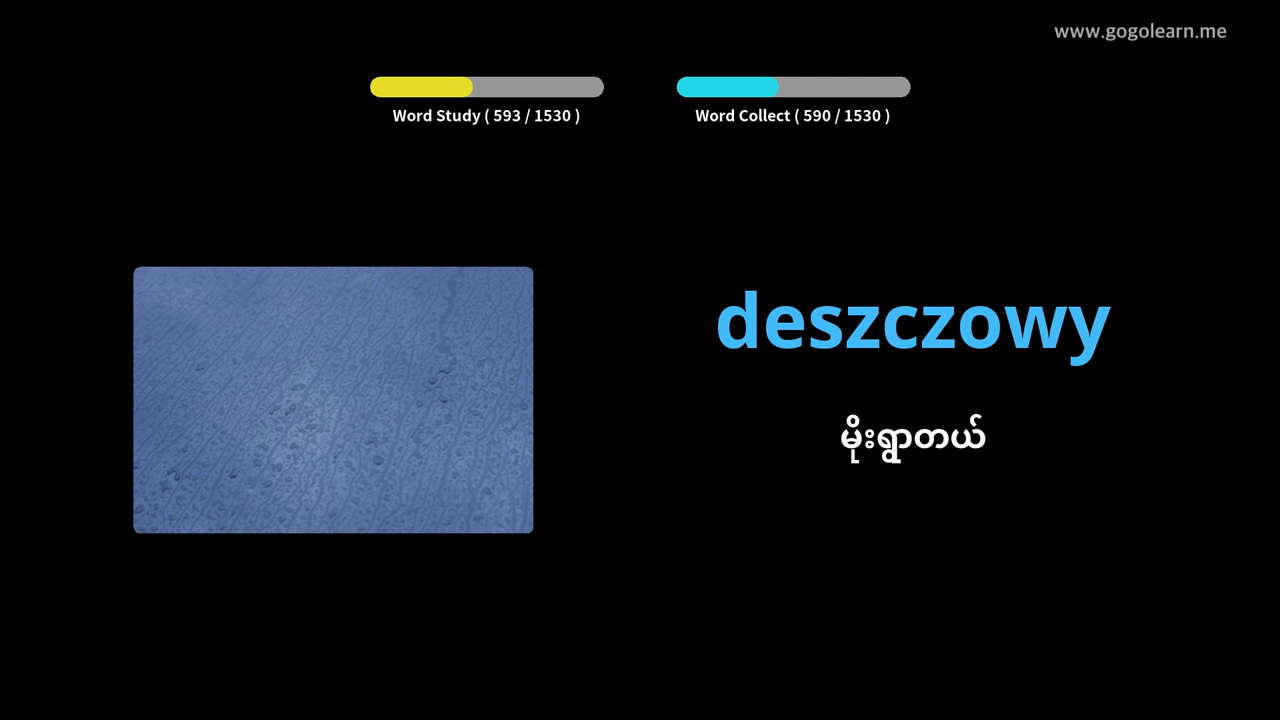 www.gogolearn.me
Word Study ( 593 / 1530 )
Word Collect ( 590 / 1530 )
deszczowy
မိုးရွာတယ်